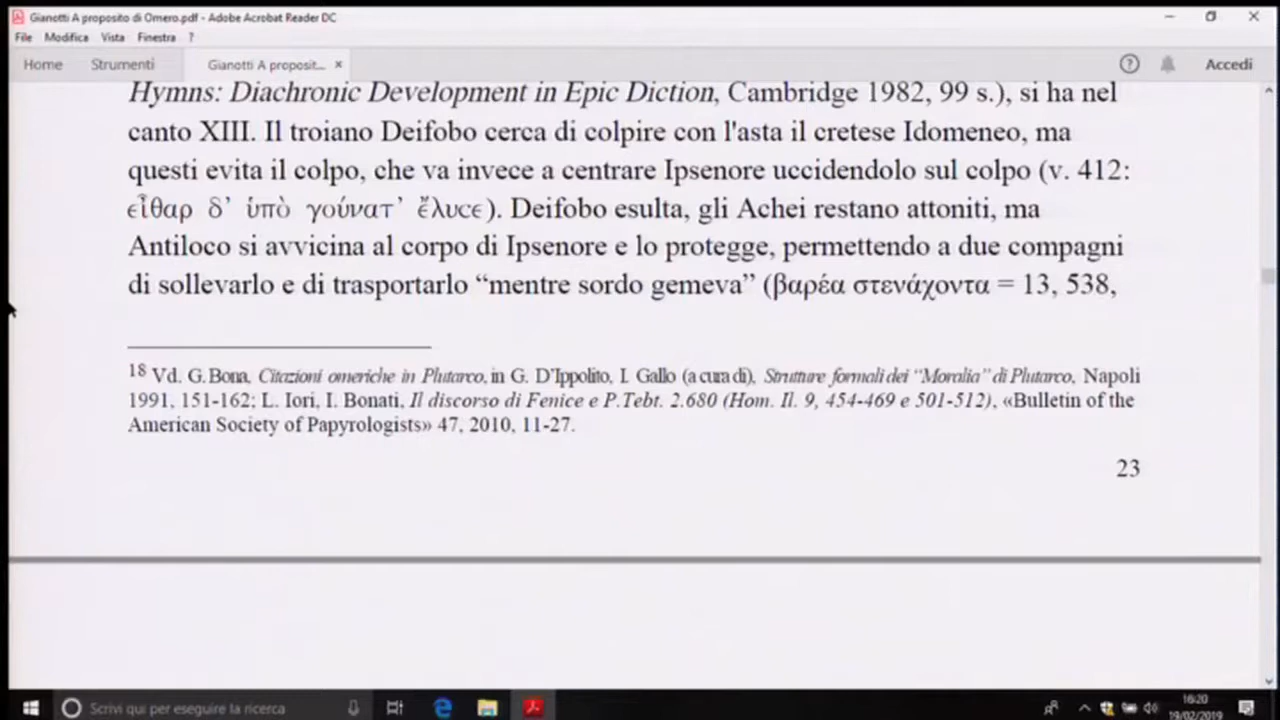 Gianotti A proposito di Omero.pdf - Adobe Acrobat Reader DC
File Modifica Vista Finestra ?
Home Strumenti Gianotti A proposit... × Accedi
Hymns: Diachronic Development in Epic Diction, Cambridge 1982, 99 s.), si ha nel
canto XIII. Il troiano Deifobo cerca di colpire con l'asta il cretese Idomeneo, ma
questi evita il colpo, che va invece a centrare Ipsenore uccidendolo sul colpo (v. 412:
εἶθαρ δ’ ὑπὸ γούνατ’ ἔλυϲε). Deifobo esulta, gli Achei restano attoniti, ma
Antiloco si avvicina al corpo di Ipsenore e lo protegge, permettendo a due compagni
di sollevarlo e di trasportarlo “mentre sordo gemeva” (βαρέα στενάχοντα = 13, 538,
18 Vd. G. Bona, Citazioni omeriche in Plutarco, in G. D’Ippolito, I. Gallo (a cura di), Strutture formali dei “Moralia” di Plutarco, Napoli
1991, 151-162; L. Iori, I. Bonati, Il discorso di Fenice e P.Tebt. 2.680 (Hom. Il. 9, 454-469 e 501-512), «Bulletin of the
American Society of Papyrologists» 47, 2010, 11-27.
23
Scrivi qui per eseguire la ricerca
16:20
19/02/2019